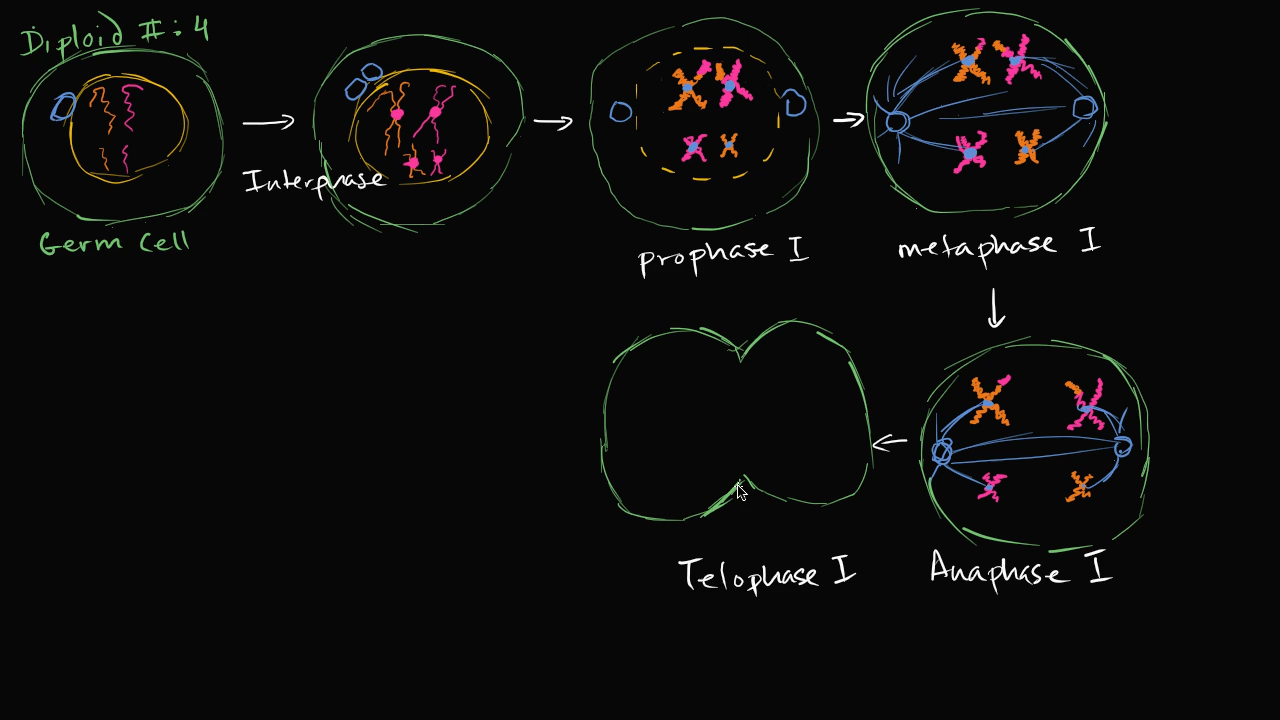 Diploid #: 4
Germ Cell
Interphase
prophase I
metaphase I
Anaphase I
Telophase I